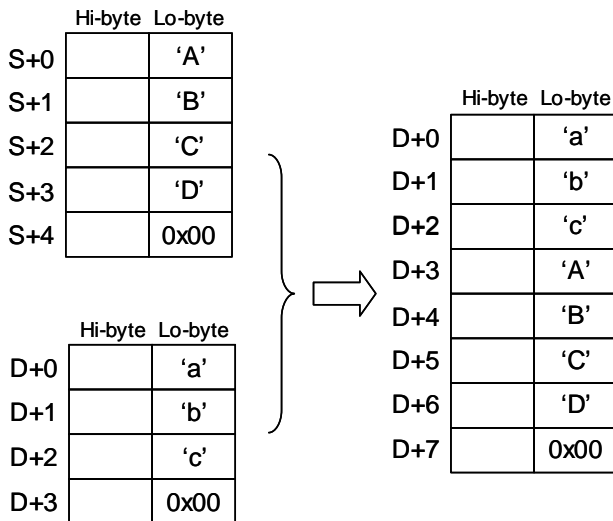 Hi-byte Lo-byte
S+0 ‘A’
S+1 ‘B’
S+2 ‘C’
S+3 ‘D’
S+4 0x00
Hi-byte Lo-byte
D+0 ‘a’
D+1 ‘b’
D+2 ‘c’
D+3 0x00
Hi-byte Lo-byte
D+0 ‘a’
D+1 ‘b’
D+2 ‘c’
D+3 ‘A’
D+4 ‘B’
D+5 ‘C’
D+6 ‘D’
D+7 0x00